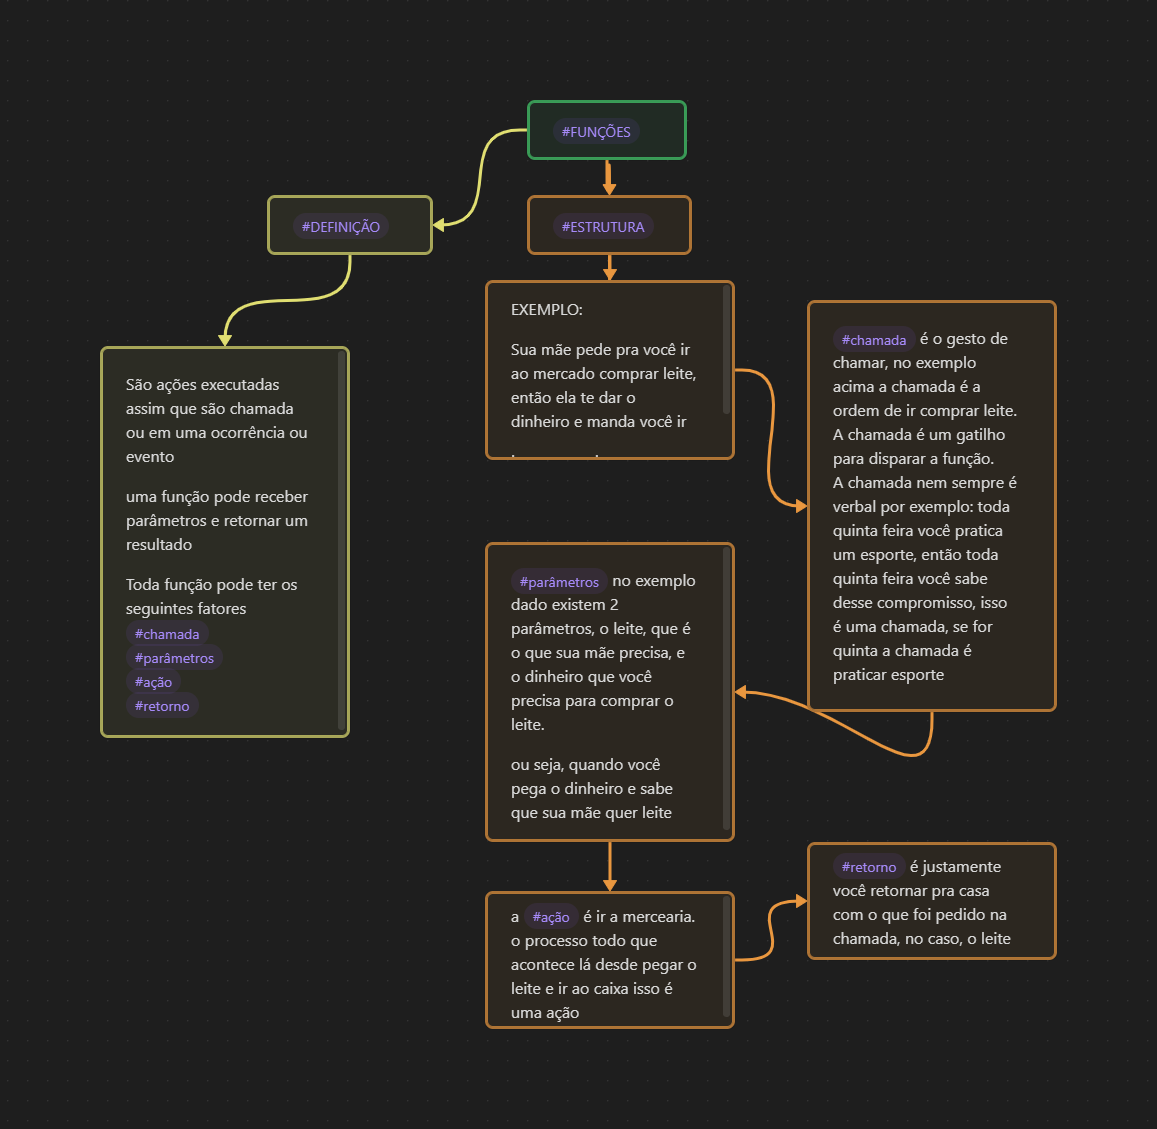 #FUNÇÕES
#DEFINIÇÃO
#ESTRUTURA
São ações executadas
assim que são chamada
ou em uma ocorrência ou
evento
uma função pode receber
parâmetros e retornar um
resultado
Toda função pode ter os
seguintes fatores
#chamada
#parâmetros
#ação
#retorno
EXEMPLO:
Sua mãe pede pra você ir
ao mercado comprar leite,
então ela te dar o
dinheiro e manda você ir
#chamada é o gesto de
chamar, no exemplo
acima a chamada é a
ordem de ir comprar leite.
A chamada é um gatilho
para disparar a função.
A chamada nem sempre é
verbal por exemplo: toda
quinta feira você pratica
um esporte, então toda
quinta feira você sabe
desse compromisso, isso
é uma chamada, se for
quinta a chamada é
praticar esporte
#parâmetros no exemplo
dado existem 2
parâmetros, o leite, que é
o que sua mãe precisa, e
o dinheiro que você
precisa para comprar o
leite.
ou seja, quando você
pega o dinheiro e sabe
que sua mãe quer leite
a #ação é ir a mercearia.
o processo todo que
acontece lá desde pegar o
leite e ir ao caixa isso é
uma ação
#retorno é justamente
você retornar pra casa
com o que foi pedido na
chamada, no caso, o leite